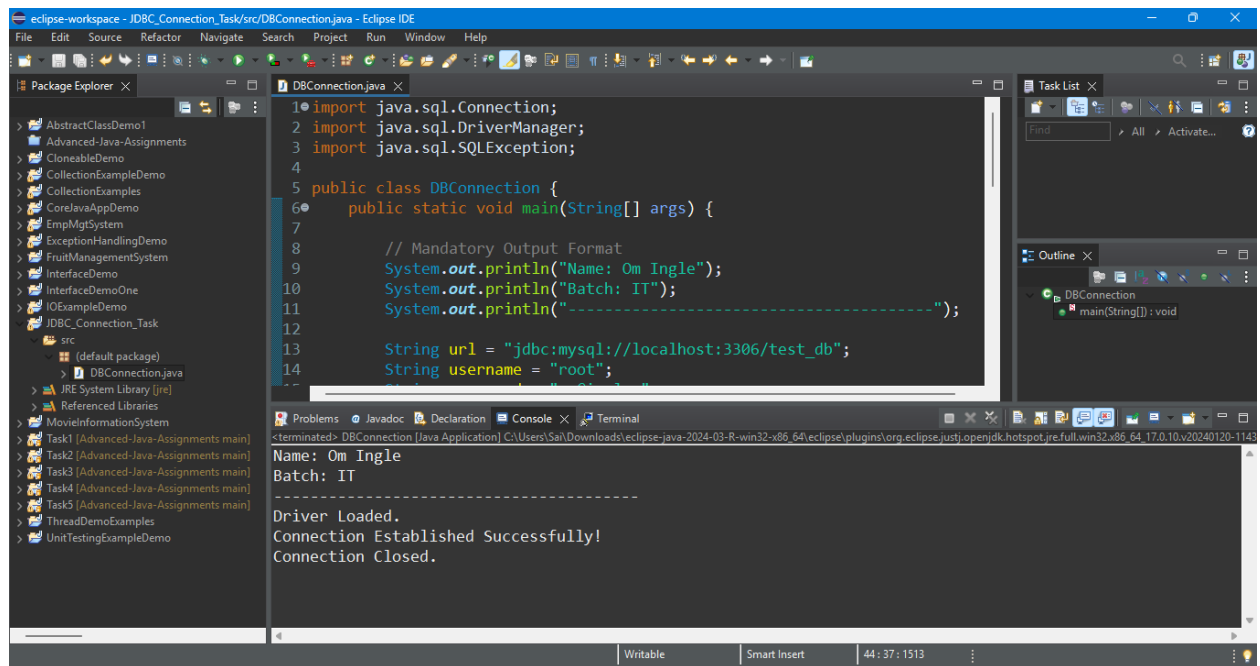 eclipse-workspace - JDBC_Connection_Task/src/DBConnection.java - Eclipse IDE
File Edit Source Refactor Navigate Search Project Run Window Help
Package Explorer
AbstractClassDemo1
Advanced-Java-Assignments
CloneableDemo
CollectionExampleDemo
CollectionExamples
CoreJavaAppDemo
EmpMgtSystem
ExceptionHandlingDemo
FruitManagementSystem
InterfaceDemo
InterfaceDemoOne
IOExampleDemo
JDBC_Connection_Task
src
(default package)
DBConnection.java
JRE System Library [jre]
Referenced Libraries
MovieInformationSystem
Task1 [Advanced-Java-Assignments main]
Task2 [Advanced-Java-Assignments main]
Task3 [Advanced-Java-Assignments main]
Task4 [Advanced-Java-Assignments main]
Task5 [Advanced-Java-Assignments main]
ThreadDemoExamples
UnitTestingExampleDemo
DBConnection.java
1 import java.sql.Connection;
2 import java.sql.DriverManager;
3 import java.sql.SQLException;
4
5 public class DBConnection {
6 public static void main(String[] args) {
7
8 // Mandatory Output Format
9 System.out.println("Name: Om Ingle");
10 System.out.println("Batch: IT");
11 System.out.println("----------------------------------------");
12
13 String url = "jdbc:mysql://localhost:3306/test_db";
14 String username = "root";
Task List
Find All Activate...
Outline
DBConnection
main(String[]) : void
Problems Javadoc Declaration Console Terminal
<terminated> DBConnection [Java Application] C:\Users\Sai\Downloads\eclipse-java-2024-03-R-win32-x86_64\eclipse\plugins\org.eclipse.justj.openjdk.hotspot.jre.full.win32.x86_64_17.0.10.v20240120-1143
Name: Om Ingle
Batch: IT
----------------------------------------
Driver Loaded.
Connection Established Successfully!
Connection Closed.
Writable Smart Insert 44 : 37 : 1513